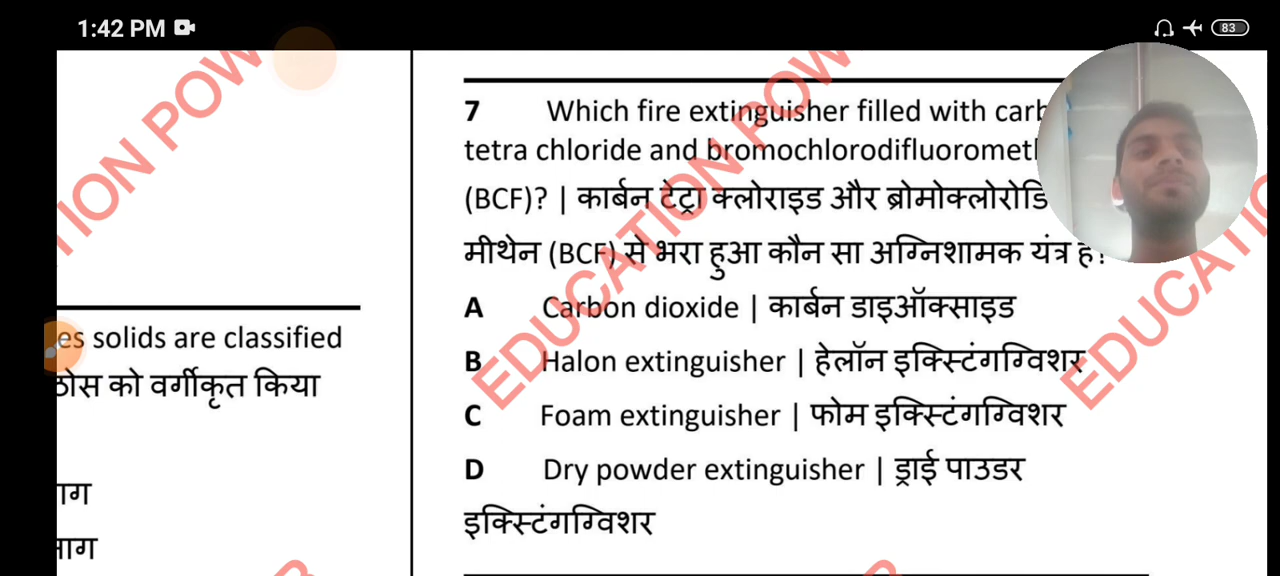 1:42 PM
83
es solids are classified
ठोस को वर्गीकृत किया
7 Which fire extinguisher filled with
tetra chloride and
(BCF)? | कार्बन टेट्रा क्लोराइड और
मीथेन (BCF) से भरा हुआ कौन सा अग्निशामक यंत्र
A Carbon dioxide | कार्बन डाइऑक्साइड
B Halon extinguisher | हेलॉन इक्स्टिंगग्विशर
C Foam extinguisher | फोम इक्स्टिंगग्विशर
D Dry powder extinguisher | ड्राई पाउडर
इक्स्टिंगग्विशर
ION POW
EDUCATION POW
EDUCATIO